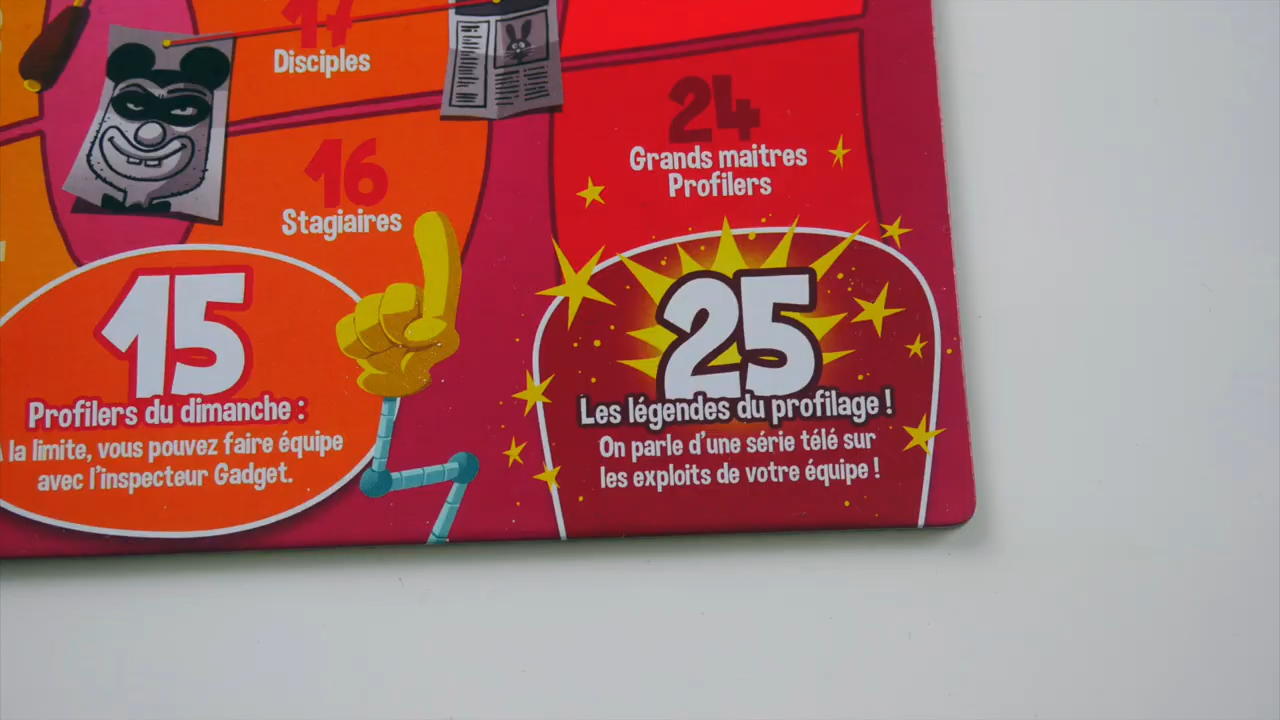 17
Disciples
16
Stagiaires
15
Profilers du dimanche :
la limite, vous pouvez faire équipe
avec l'inspecteur Gadget.
24
Grands maitres
Profilers
25
Les légendes du profilage !
On parle d'une série télé sur
les exploits de votre équipe !